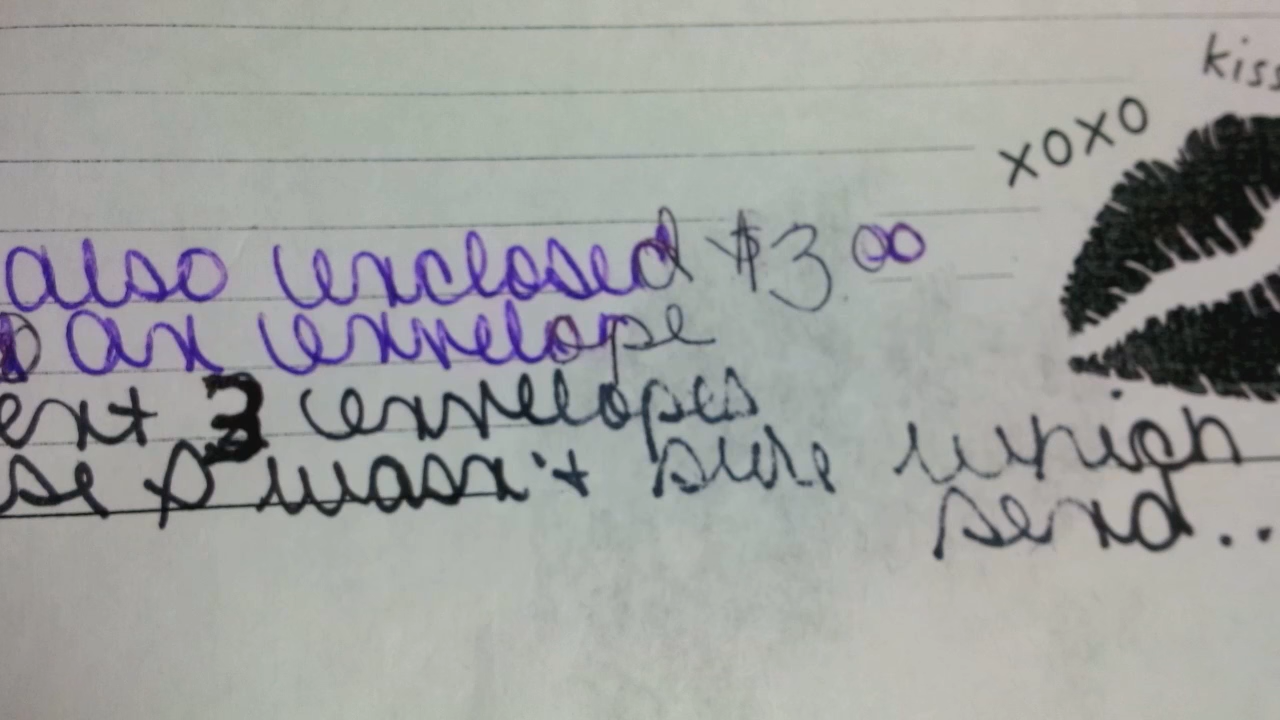 kiss
xoxo
also enclosed $3.00
an envelope
3 envelopes
I wasn't sure which
send..